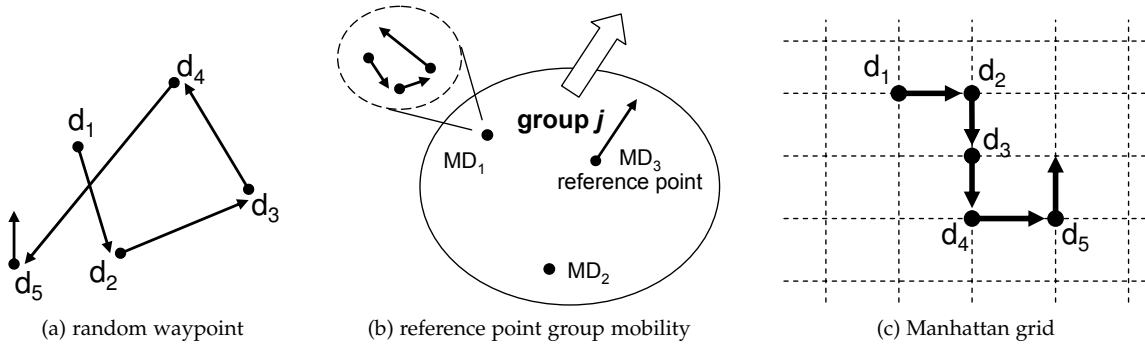 d1
d2
d3
d4
d5
(a) random waypoint
group j
MD1
MD3
reference point
MD2
(b) reference point group mobility
d1
d2
d3
d4
d5
(c) Manhattan grid